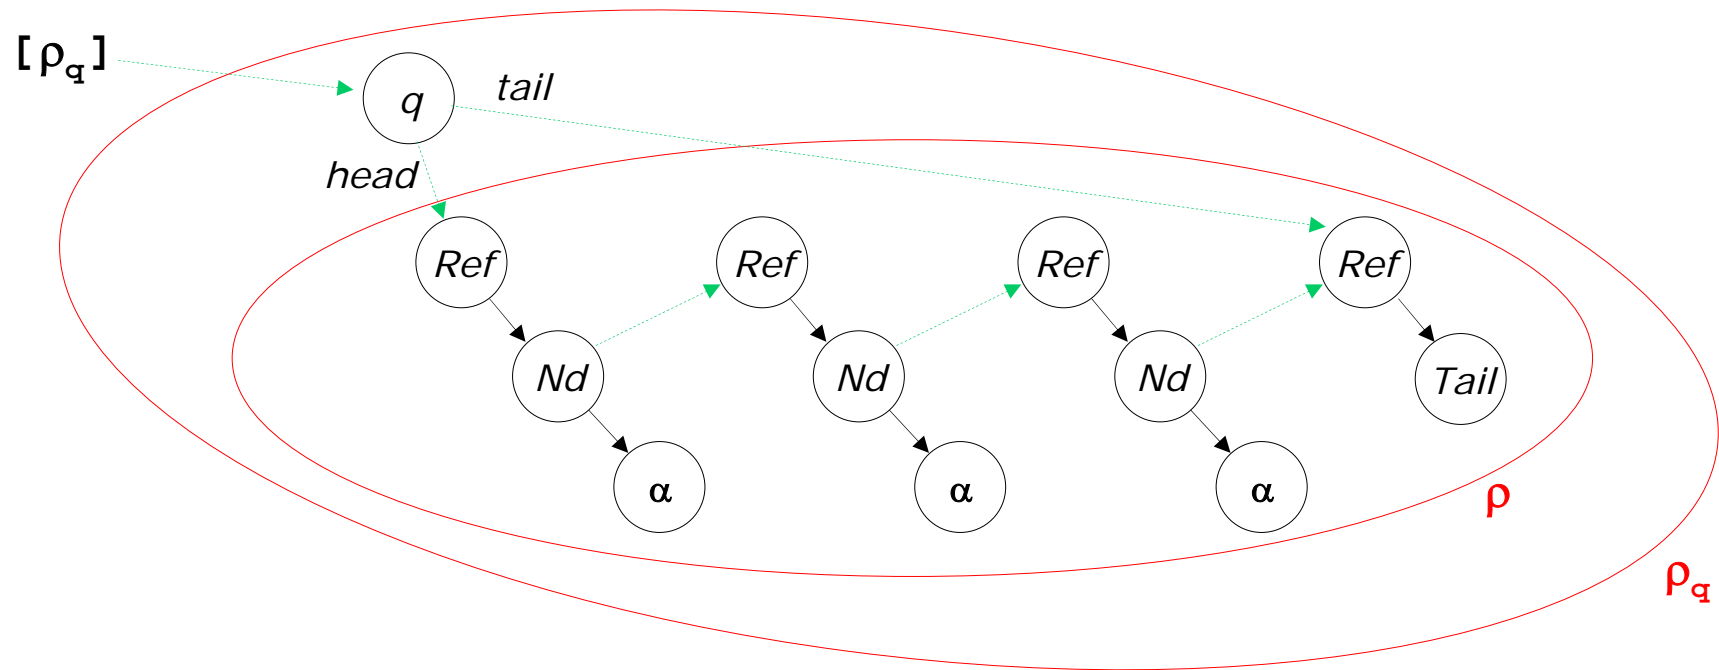 [ρq]
q
tail
head
Ref Ref Ref Ref
Nd Nd Nd Tail
α α α
ρ
ρq